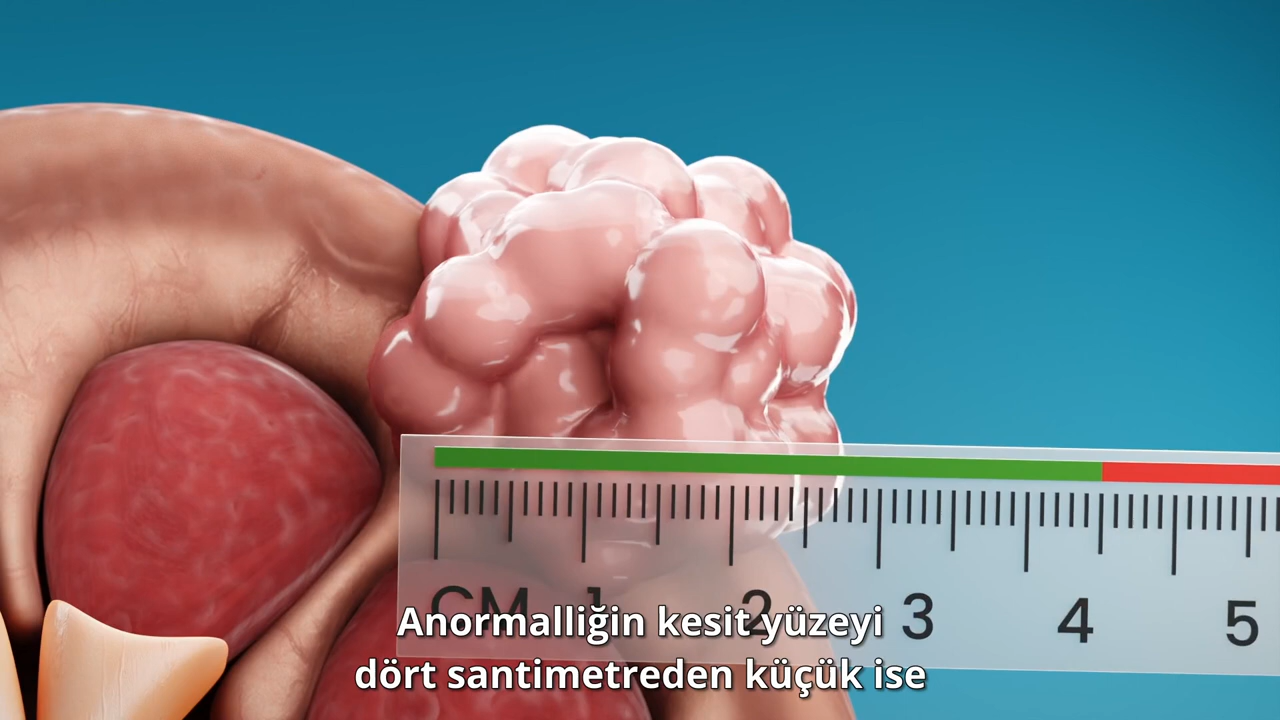 CM 1 2 3 4 5
Anormalliğin kesit yüzeyi
dört santimetreden küçük ise